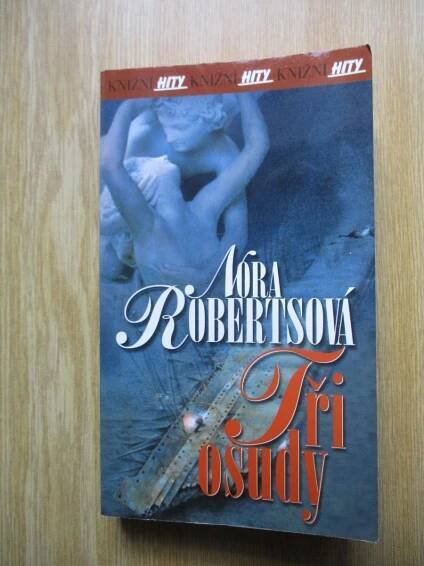 KNIŽNÍ HITY KNIŽNÍ HITY KNIŽNÍ HITY
NORA
ROBERTSOVÁ
Tři
osudy